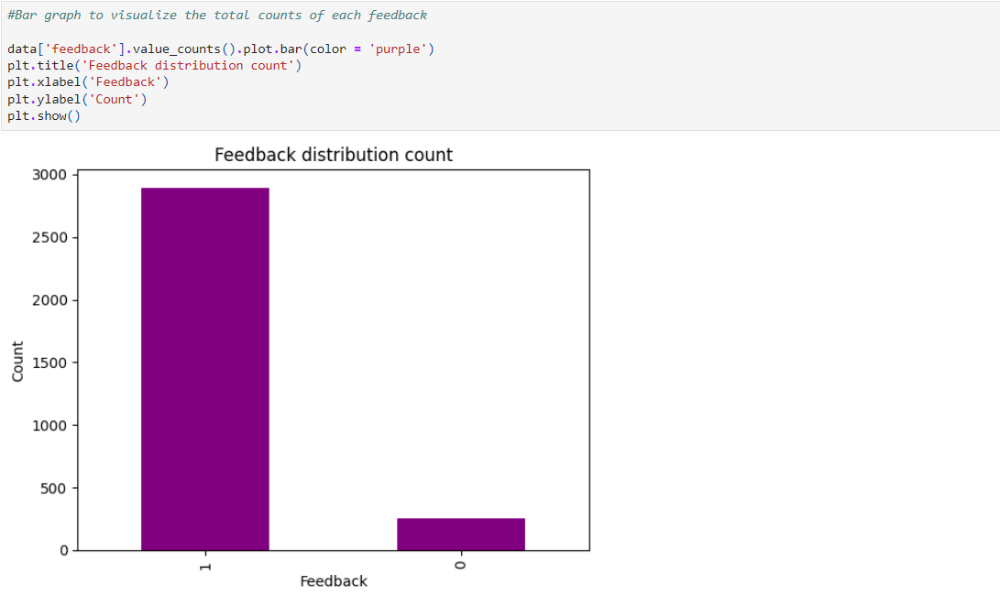 #Bar graph to visualize the total counts of each feedback
data['feedback'].value_counts().plot.bar(color = 'purple')
plt.title('Feedback distribution count')
plt.xlabel('Feedback')
plt.ylabel('Count')
plt.show()
Feedback distribution count
3000
2500
2000
1500
1000
500
0
Count
1
0
Feedback